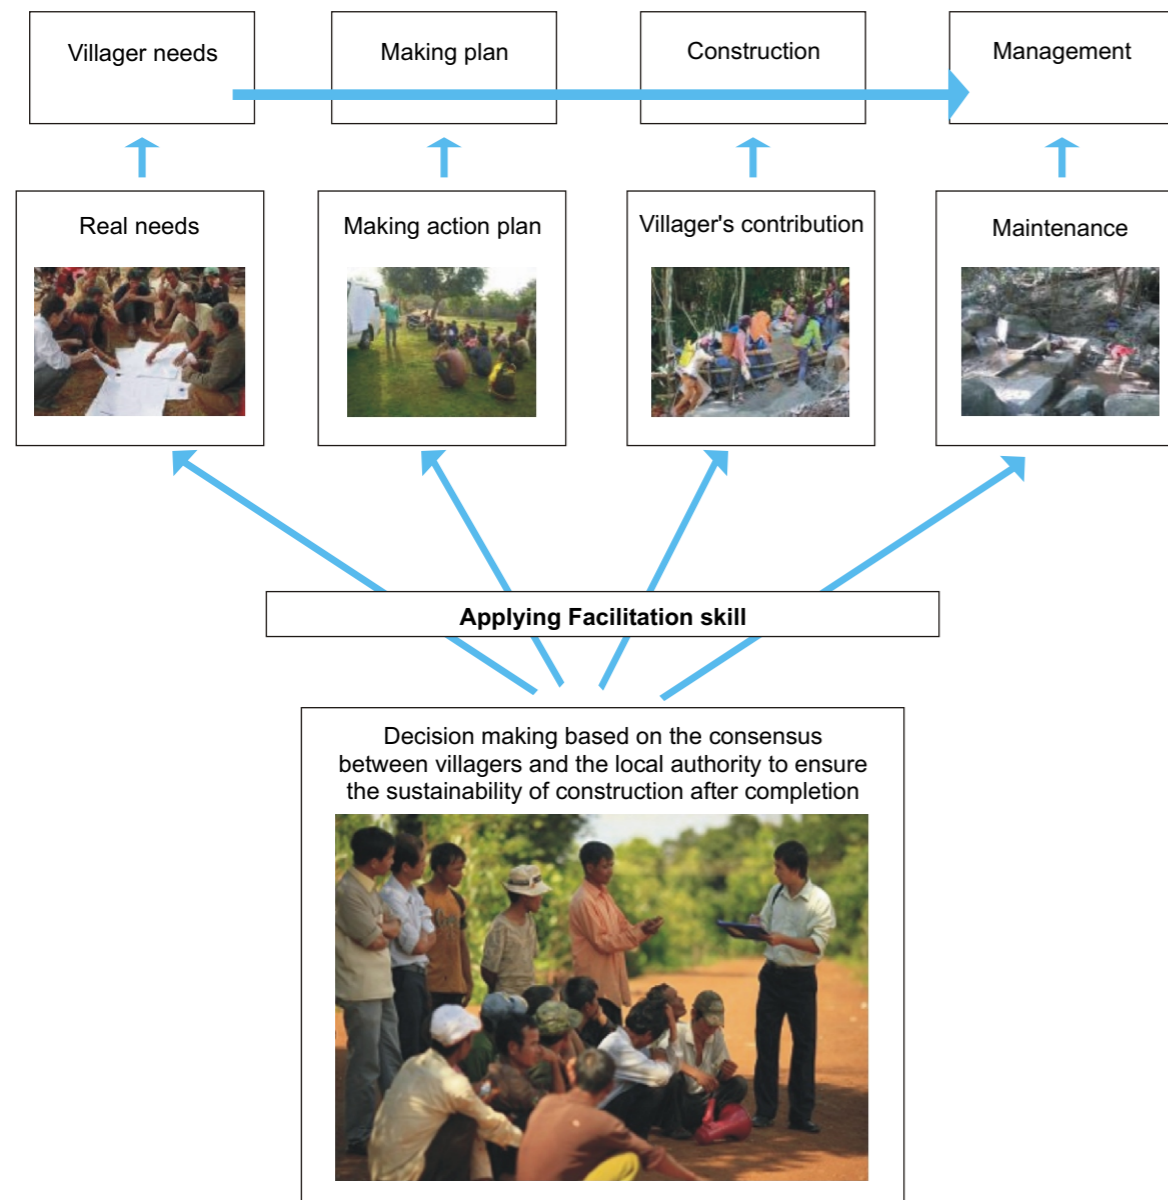 Villager needs
Making plan
Construction
Management
Real needs
Making action plan
Villager's contribution
Maintenance
Applying Facilitation skill
Decision making based on the consensus
between villagers and the local authority to ensure
the sustainability of construction after completion